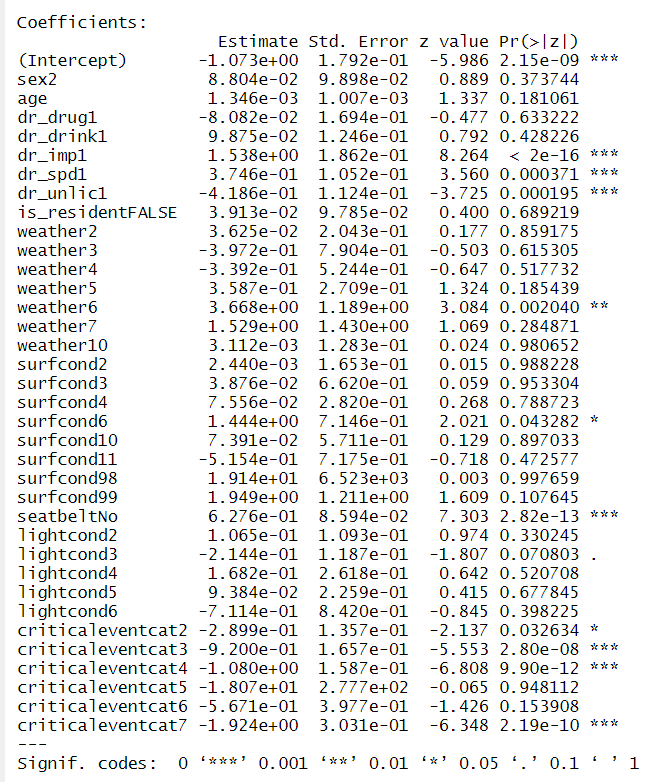 Coefficients:
Estimate Std. Error z value Pr(>|z|)
(Intercept) -1.073e+00 1.792e-01 -5.986 2.15e-09 ***
sex2 8.804e-02 9.898e-02 0.889 0.373744
age 1.346e-03 1.007e-03 1.337 0.181061
dr_drug1 -8.082e-02 1.694e-01 -0.477 0.633222
dr_drink1 9.875e-02 1.246e-01 0.792 0.428226
dr_imp1 1.538e+00 1.862e-01 8.264 < 2e-16 ***
dr_spd1 3.746e-01 1.052e-01 3.560 0.000371 ***
dr_unlic1 -4.186e-01 1.124e-01 -3.725 0.000195 ***
is_residentFALSE 3.913e-02 9.785e-02 0.400 0.689219
weather2 3.625e-02 2.043e-01 0.177 0.859175
weather3 -3.972e-01 7.904e-01 -0.503 0.615305
weather4 -3.392e-01 5.244e-01 -0.647 0.517732
weather5 3.587e-01 2.709e-01 1.324 0.185439
weather6 3.668e+00 1.189e+00 3.084 0.002040 **
weather7 1.529e+00 1.430e+00 1.069 0.284871
weather10 3.112e-03 1.283e-01 0.024 0.980652
surfcond2 2.440e-03 1.653e-01 0.015 0.988228
surfcond3 3.876e-02 6.620e-01 0.059 0.953304
surfcond4 7.556e-02 2.820e-01 0.268 0.788723
surfcond6 1.444e+00 7.146e-01 2.021 0.043282 *
surfcond10 7.391e-02 5.711e-01 0.129 0.897033
surfcond11 -5.154e-01 7.175e-01 -0.718 0.472577
surfcond98 1.914e+01 6.523e+03 0.003 0.997659
surfcond99 1.949e+00 1.211e+00 1.609 0.107645
seatbeltNo 6.276e-01 8.594e-02 7.303 2.82e-13 ***
lightcond2 1.065e-01 1.093e-01 0.974 0.330245
lightcond3 -2.144e-01 1.187e-01 -1.807 0.070803 .
lightcond4 1.682e-01 2.618e-01 0.642 0.520708
lightcond5 9.384e-02 2.259e-01 0.415 0.677845
lightcond6 -7.114e-01 8.420e-01 -0.845 0.398225
criticaleventcat2 -2.899e-01 1.357e-01 -2.137 0.032634 *
criticaleventcat3 -9.200e-01 1.657e-01 -5.553 2.80e-08 ***
criticaleventcat4 -1.080e+00 1.587e-01 -6.808 9.90e-12 ***
criticaleventcat5 -1.807e+01 2.777e+02 -0.065 0.948112
criticaleventcat6 -5.671e-01 3.977e-01 -1.426 0.153908
criticaleventcat7 -1.924e+00 3.031e-01 -6.348 2.19e-10 ***
---
Signif. codes: 0 ‘***’ 0.001 ‘**’ 0.01 ‘*’ 0.05 ‘.’ 0.1 ‘ ’ 1